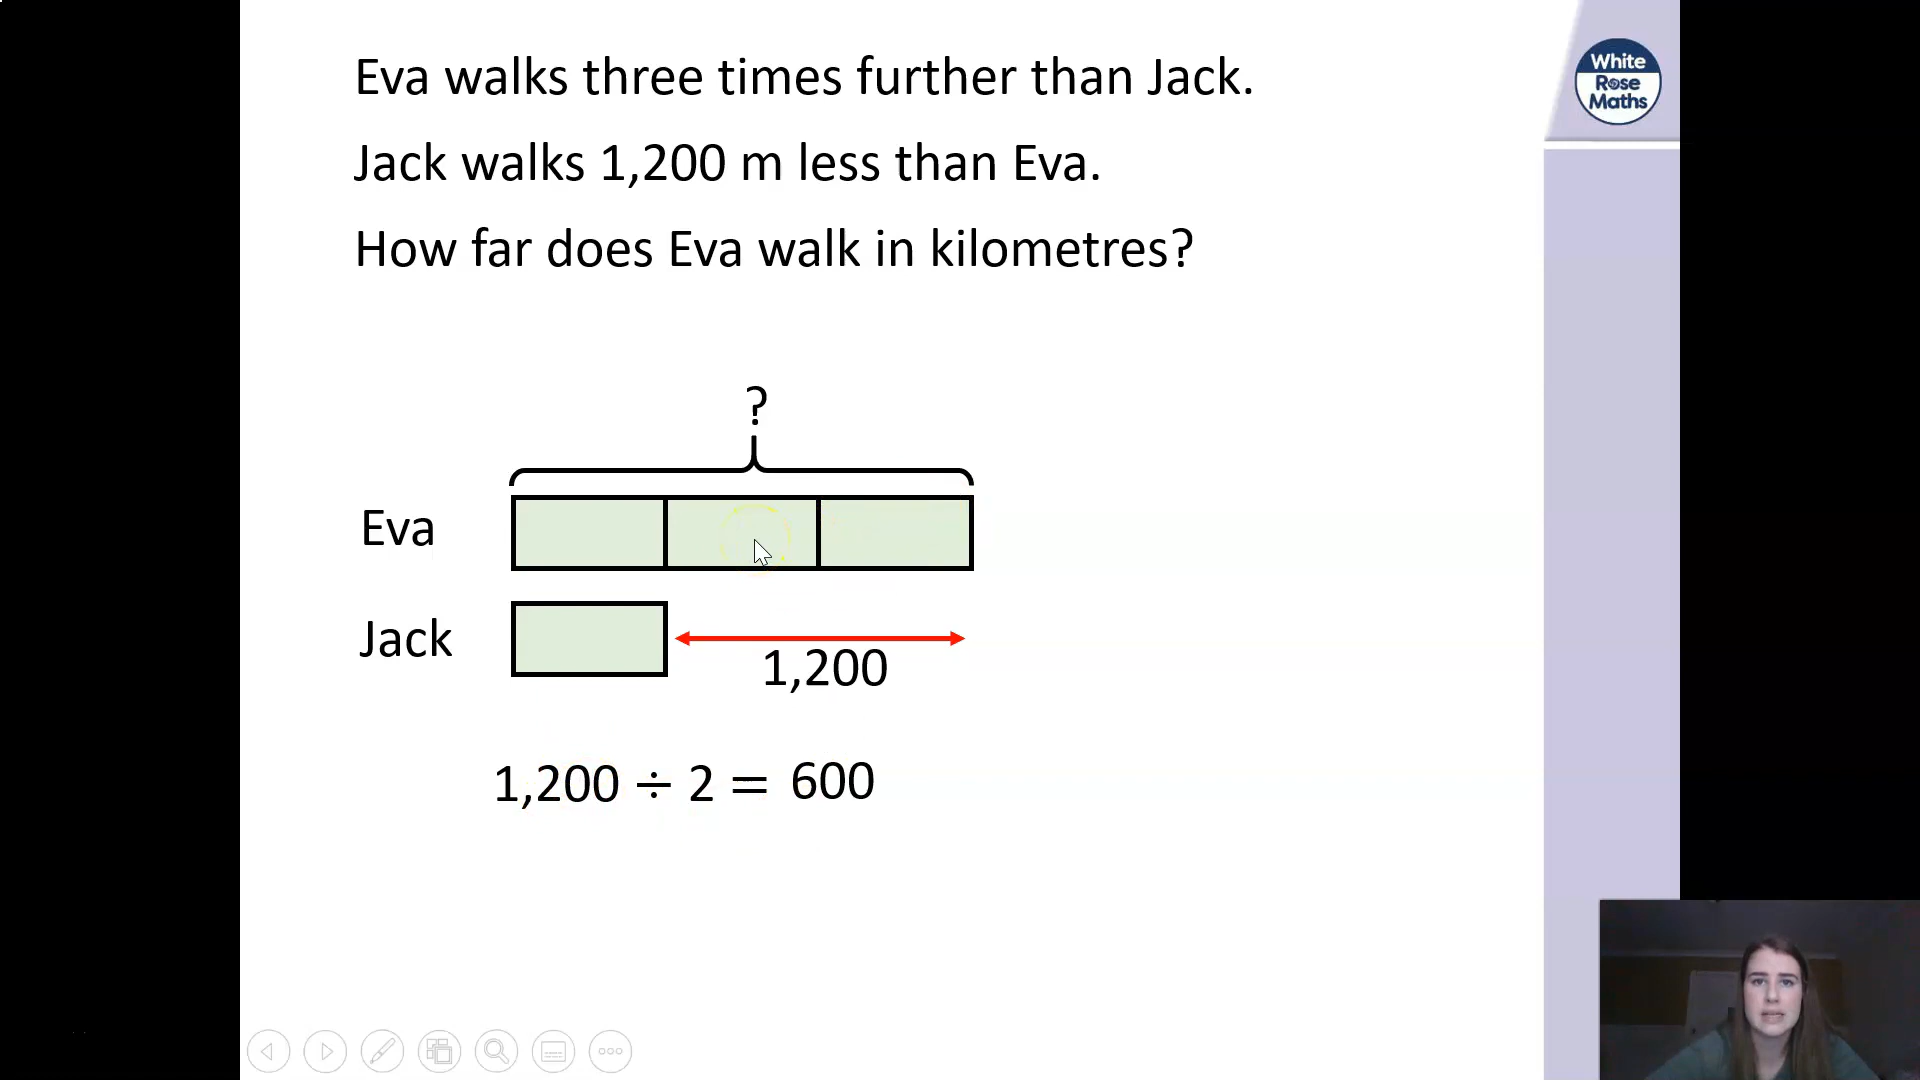 Eva walks three times further than Jack.
Jack walks 1,200 m less than Eva.
How far does Eva walk in kilometres?
White
Rose
Maths
?
Eva
Jack
1,200
1,200 ÷ 2 = 600